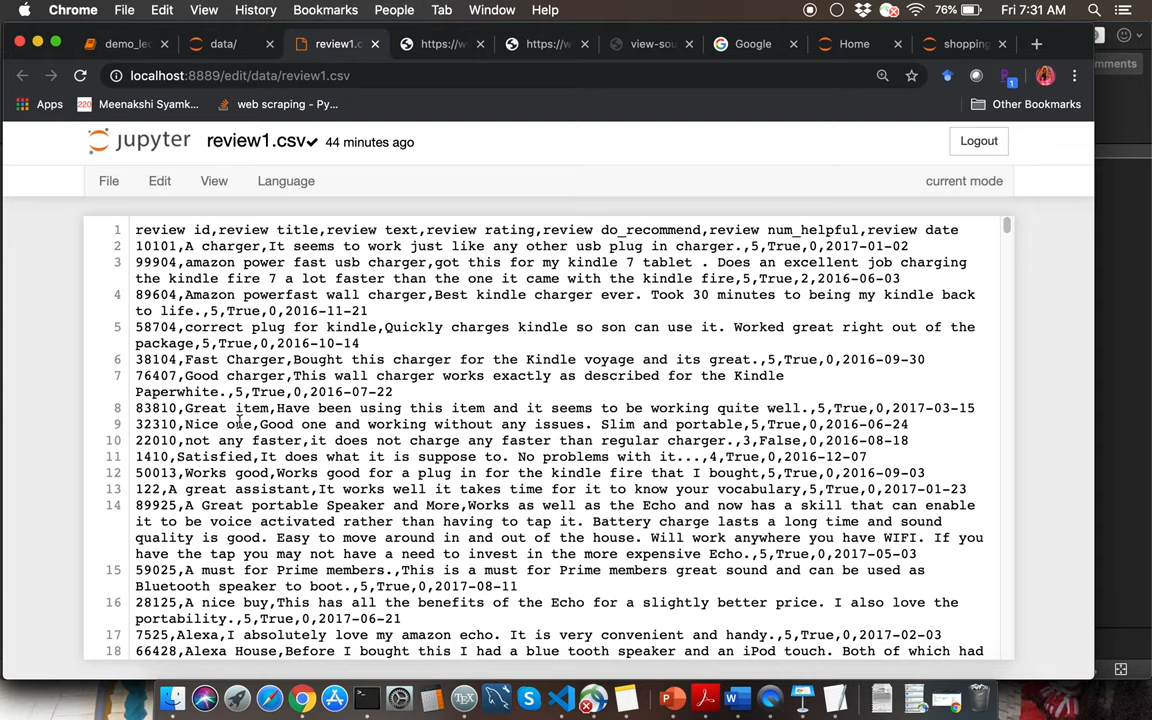 Chrome File Edit View History Bookmarks People Tab Window Help 76% Fri 7:31 AM
demo_lec data/ review1.c https://w https://w view-sou Google Home shopping
localhost:8889/edit/data/review1.csv
Apps 220 Meenakshi Syamk... web scraping - Py... Other Bookmarks
mments
jupyter review1.csv✔ 44 minutes ago Logout
File Edit View Language current mode
1 review id,review title,review text,review rating,review do_recommend,review num_helpful,review date
2 10101,A charger,It seems to work just like any other usb plug in charger.,5,True,0,2017-01-02
3 99904,amazon power fast usb charger,got this for my kindle 7 tablet . Does an excellent job charging
the kindle fire 7 a lot faster than the one it came with the kindle fire,5,True,2,2016-06-03
4 89604,Amazon powerfast wall charger,Best kindle charger ever. Took 30 minutes to being my kindle back
to life.,5,True,0,2016-11-21
5 58704,correct plug for kindle,Quickly charges kindle so son can use it. Worked great right out of the
package,5,True,0,2016-10-14
6 38104,Fast Charger,Bought this charger for the Kindle voyage and its great.,5,True,0,2016-09-30
7 76407,Good charger,This wall charger works exactly as described for the Kindle
Paperwhite.,5,True,0,2016-07-22
8 83810,Great item,Have been using this item and it seems to be working quite well.,5,True,0,2017-03-15
9 32310,Nice one,Good one and working without any issues. Slim and portable,5,True,0,2016-06-24
10 22010,not any faster,it does not charge any faster than regular charger.,3,False,0,2016-08-18
11 1410,Satisfied,It does what it is suppose to. No problems with it...,4,True,0,2016-12-07
12 50013,Works good,Works good for a plug in for the kindle fire that I bought,5,True,0,2016-09-03
13 122,A great assistant,It works well it takes time for it to know your vocabulary,5,True,0,2017-01-23
14 89925,A Great portable Speaker and More,Works as well as the Echo and now has a skill that can enable
it to be voice activated rather than having to tap it. Battery charge lasts a long time and sound
quality is good. Easy to move around in and out of the house. Will work anywhere you have WIFI. If you
have the tap you may not have a need to invest in the more expensive Echo.,5,True,0,2017-05-03
15 59025,A must for Prime members.,This is a must for Prime members great sound and can be used as
Bluetooth speaker to boot.,5,True,0,2017-08-11
16 28125,A nice buy,This has all the benefits of the Echo for a slightly better price. I also love the
portability.,5,True,0,2017-06-21
17 7525,Alexa,I absolutely love my amazon echo. It is very convenient and handy.,5,True,0,2017-02-03
18 66428,Alexa House,Before I bought this I had a blue tooth speaker and an iPod touch. Both of which had